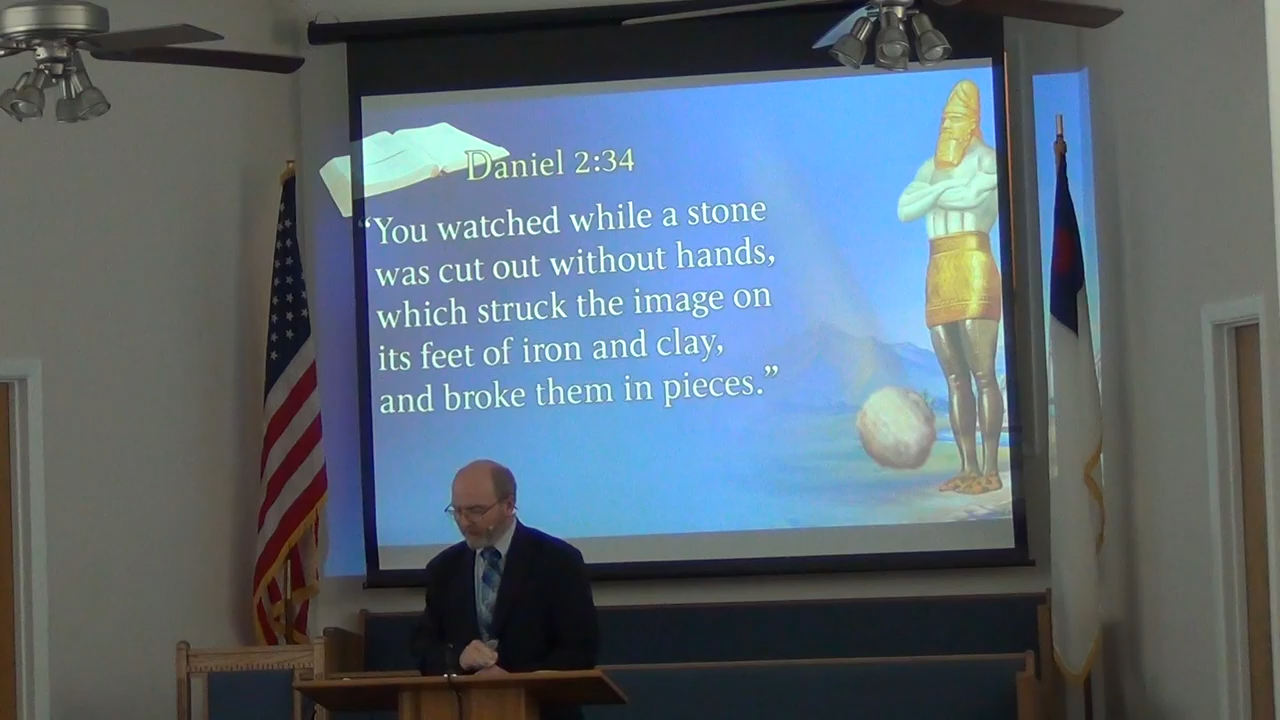 Daniel 2:34
“You watched while a stone
was cut out without hands,
which struck the image on
its feet of iron and clay,
and broke them in pieces.”